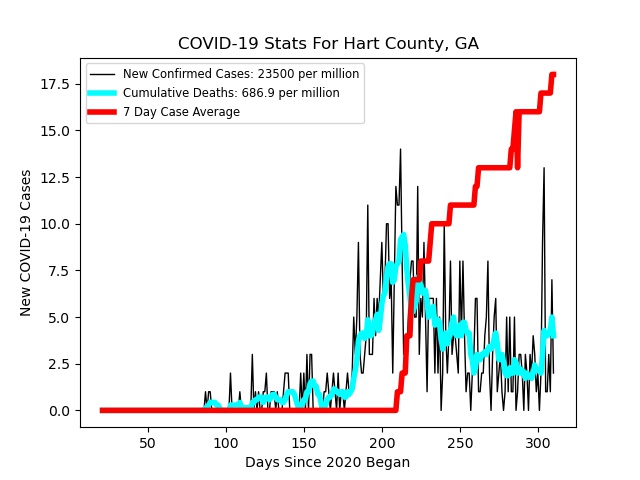 COVID-19 Stats For Hart County, GA
New Confirmed Cases: 23500 per million
Cumulative Deaths: 686.9 per million
7 Day Case Average
17.5
15.0
12.5
10.0
7.5
5.0
2.5
0.0
New COVID-19 Cases
50 100 150 200 250 300
Days Since 2020 Began